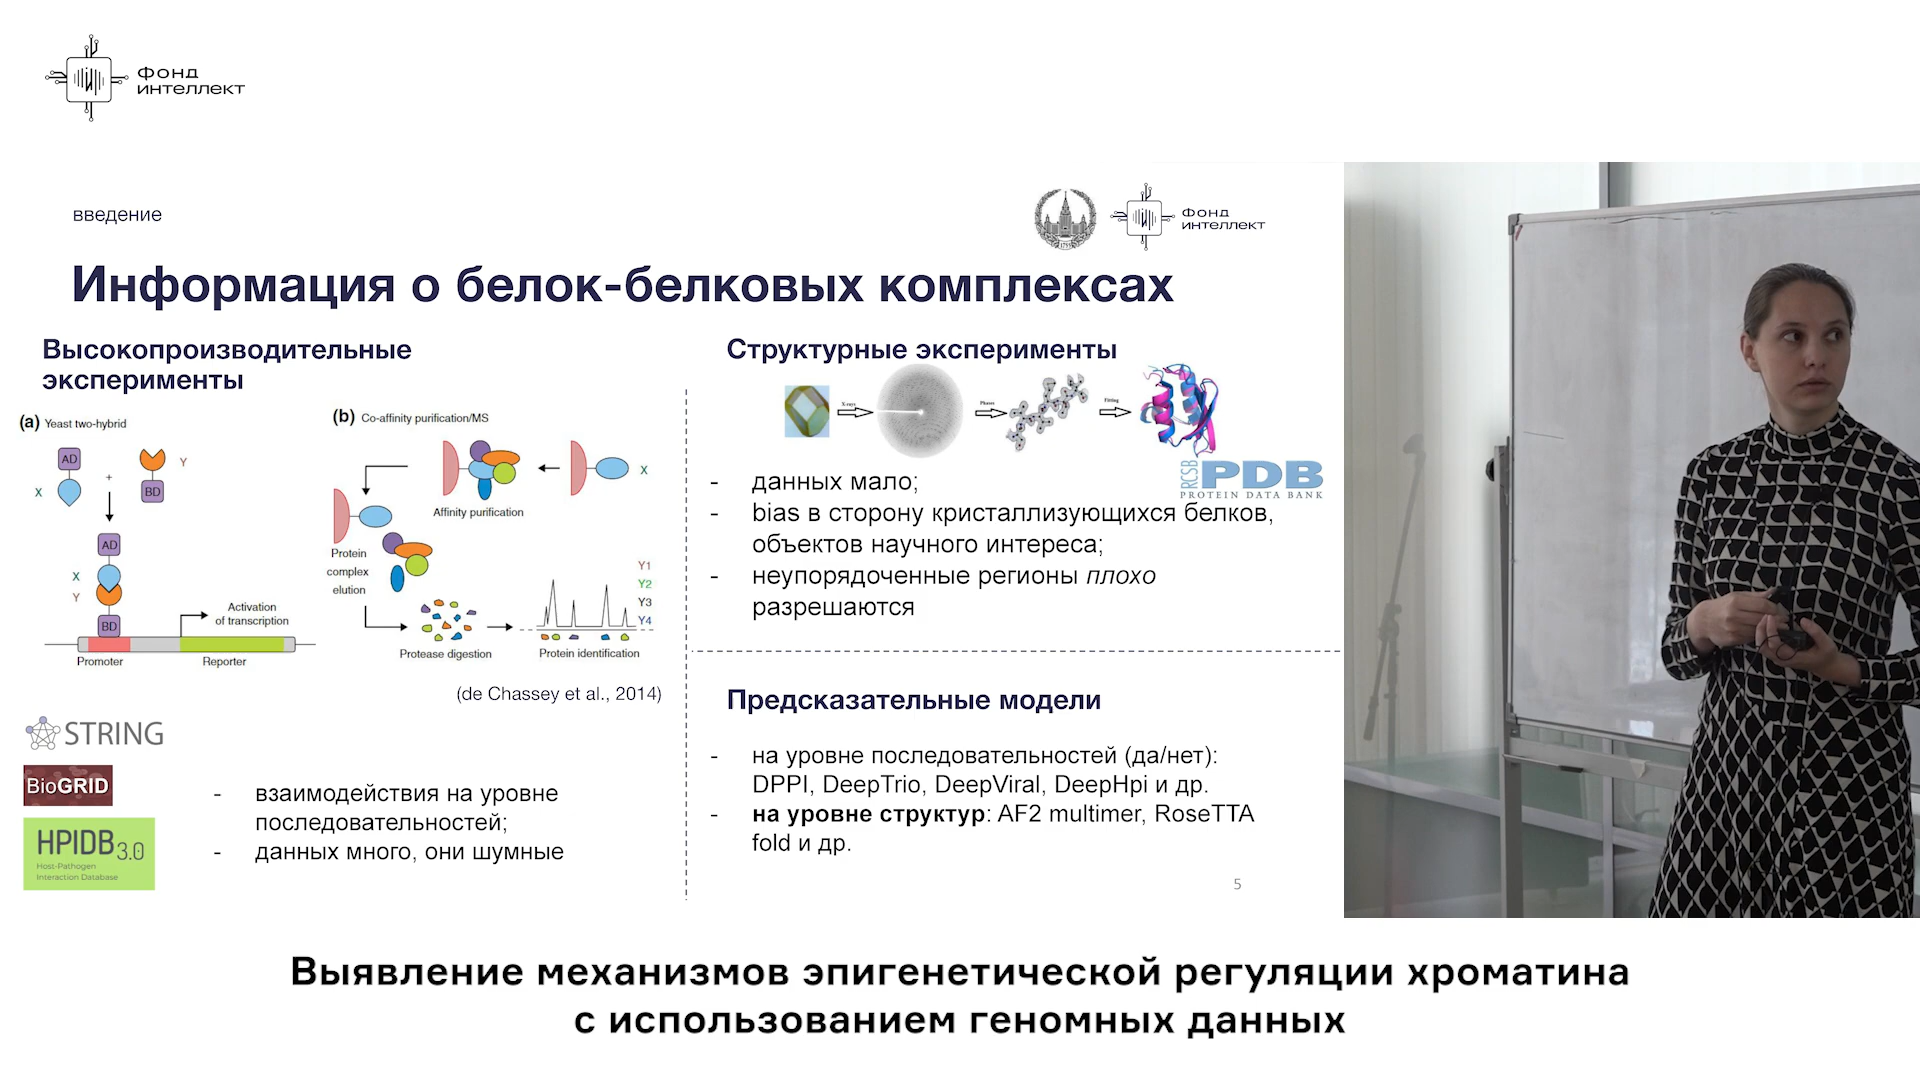 Фонд
интеллект
введение
Фонд
интеллект
Информация о белок-белковых комплексах
Высокопроизводительные
эксперименты
(a) Yeast two-hybrid
AD
X
+
Y
BD
AD
X
Y
BD
Activation
of transcription
Promoter
Reporter
(b) Co-affinity purification/MS
X
Affinity purification
Protein
complex
elution
Y1
Y2
Y3
Y4
Protease digestion
Protein identification
(de Chassey et al., 2014)
STRING
BioGRID
HPIDB 3.0
Host-Pathogen
Interaction Database
- взаимодействия на уровне
последовательностей;
- данных много, они шумные
Структурные эксперименты
X-rays
Phases
Fitting
RCSB
PDB
PROTEIN DATA BANK
- данных мало;
- bias в сторону кристаллизующихся белков,
объектов научного интереса;
- неупорядоченные регионы плохо
разрешаются
Предсказательные модели
- на уровне последовательностей (да/нет):
DPPI, DeepTrio, DeepViral, DeepHpi и др.
- на уровне структур: AF2 multimer, RoseTTA
fold и др.
5
Выявление механизмов эпигенетической регуляции хроматина
с использованием геномных данных